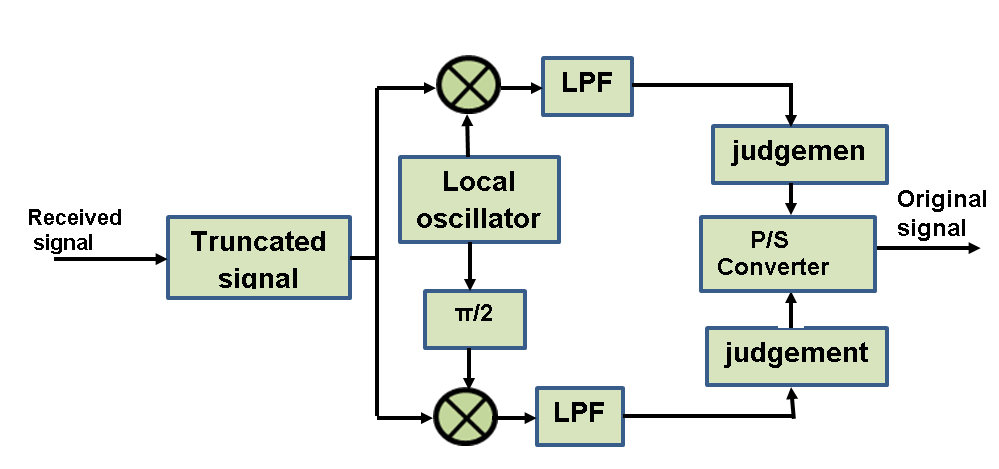 LPF
judgemen
Local
oscillator
Received
signal
Truncated
signal
Original
signal
P/S
Converter
π/2
judgement
LPF